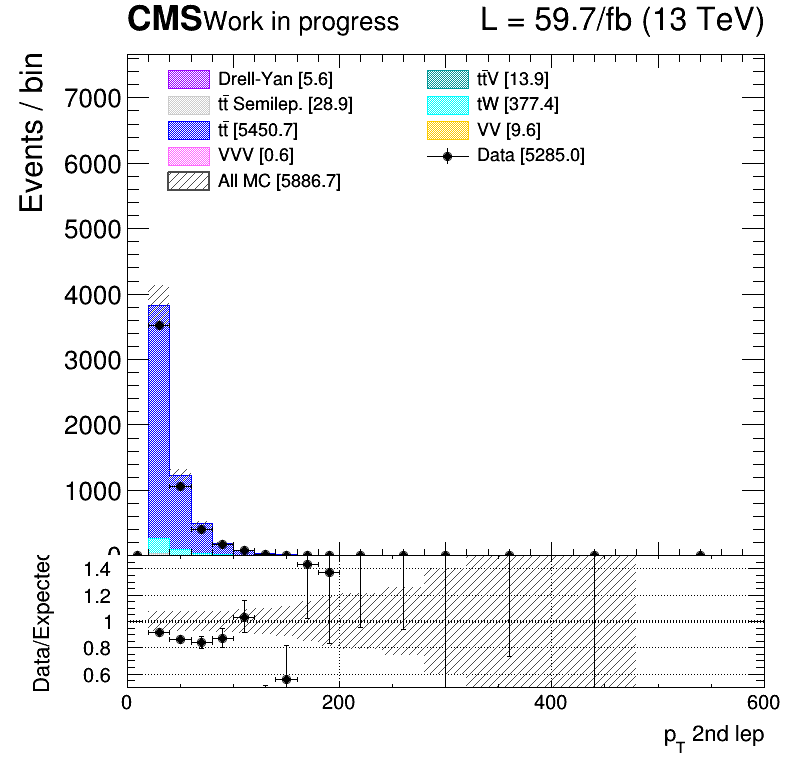 CMS Work in progress L = 59.7/fb (13 TeV)
Events / bin
7000
6000
5000
4000
3000
2000
1000
0
Drell-Yan [5.6]
tt̄ Semilep. [28.9]
tt̄ [5450.7]
VVV [0.6]
All MC [5886.7]
tt̄V [13.9]
tW [377.4]
VV [9.6]
Data [5285.0]
Data/Expected
1.4
1.2
1
0.8
0.6
0 200 400 600
p_T 2nd lep